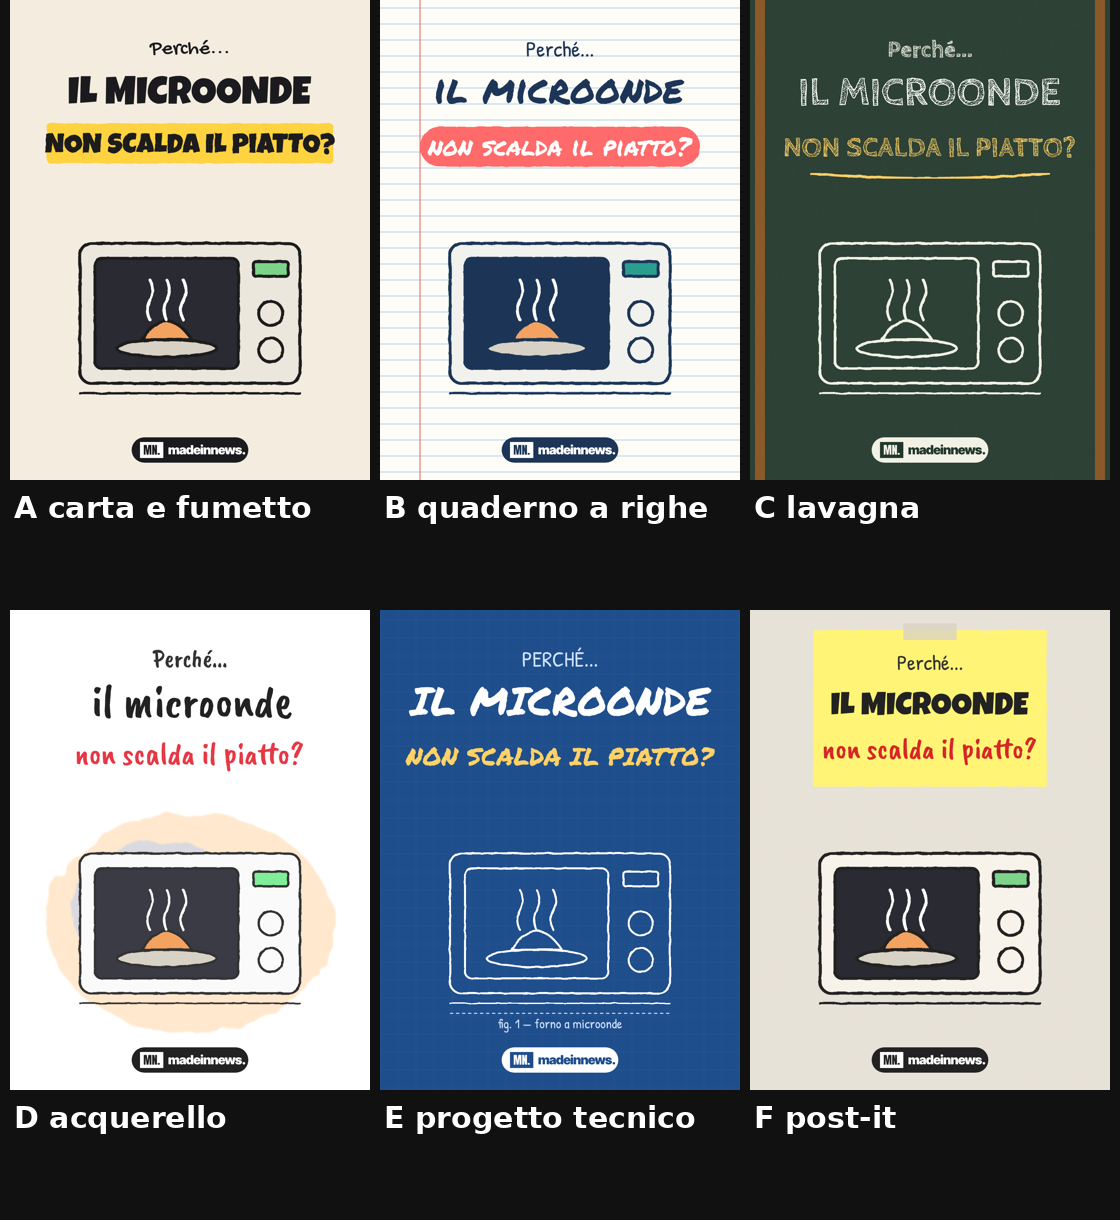 Perché...
IL MICROONDE
NON SCALDA IL PIATTO?
MN. madeinnews.
A carta e fumetto
Perché...
IL MICROONDE
NON SCALDA IL PIATTO?
MN. madeinnews.
B quaderno a righe
Perché...
IL MICROONDE
NON SCALDA IL PIATTO?
MN. madeinnews.
C lavagna
Perché...
il microonde
non scalda il piatto?
MN. madeinnews.
D acquerello
PERCHÉ...
IL MICROONDE
NON SCALDA IL PIATTO?
fig. 1 — forno a microonde
MN. madeinnews.
E progetto tecnico
Perché...
IL MICROONDE
non scalda il piatto?
MN. madeinnews.
F post-it